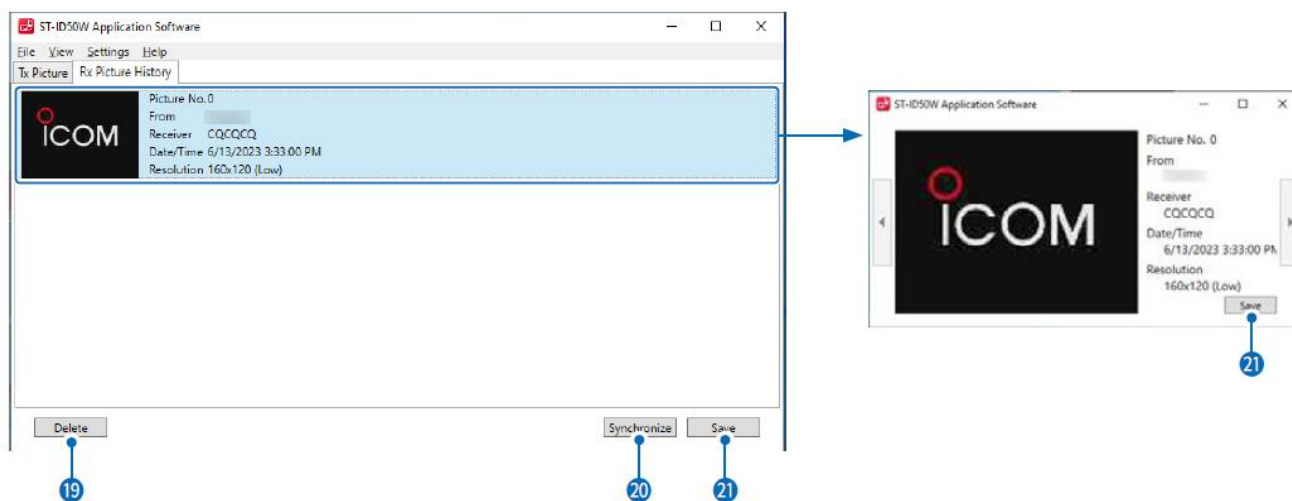 ST-ID50W Application Software
File View Settings Help
Tx Picture Rx Picture History
ICOM
Picture No.0
From
Receiver CQCQCQ
Date/Time 6/13/2023 3:33:00 PM
Resolution 160x120 (Low)
Delete
Synchronize
Save
19
20
21
ST-ID50W Application Software
ICOM
Picture No. 0
From
Receiver
CQCQCQ
Date/Time
6/13/2023 3:33:00 PM
Resolution
160x120 (Low)
Save
21